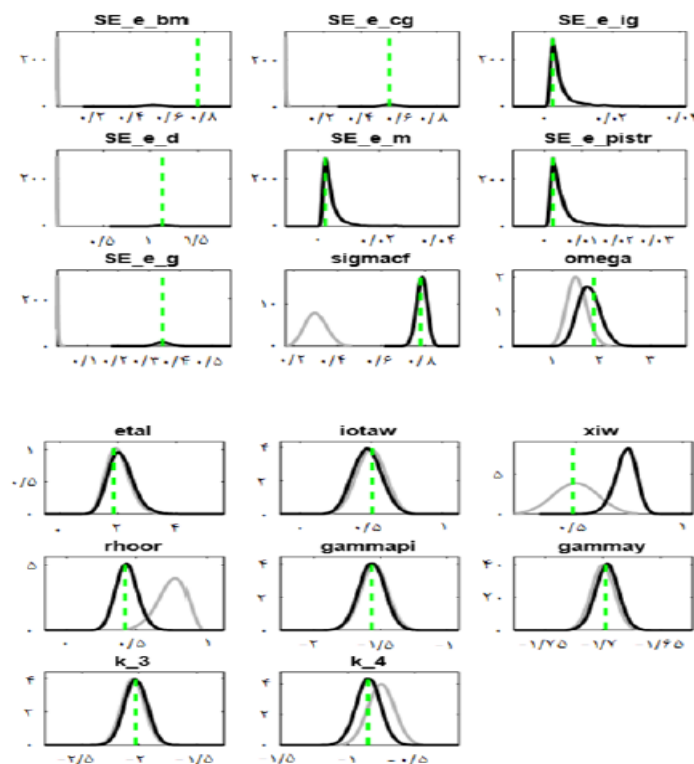 SE_e_bm SE_e_cg SE_e_ig
۲۰۰ ۲۰۰ ۲۰۰
۰ ۰ ۰
۰/۲ ۰/۴ ۰/۶ ۰/۸ ۰/۲ ۰/۴ ۰/۶ ۰/۸ ۰ ۰/۰۲ ۰/۰۴
SE_e_d SE_e_m SE_e_pistr
۲۰۰ ۲۰۰ ۲۰۰
۰ ۰ ۰
۰/۵ ۱ ۱/۵ ۰ ۰/۰۲ ۰/۰۴ ۰ ۰/۰۱ ۰/۰۲ ۰/۰۳
SE_e_g sigmacf omega
۲۰۰ ۱۰ ۲
۱
۰ ۰ ۰
۰/۱ ۰/۲ ۰/۳ ۰/۴ ۰/۵ ۰/۲ ۰/۴ ۰/۶ ۰/۸ ۱ ۲ ۳
etal iotaw xiw
۱ ۴
۰/۵ ۲ ۵
۰ ۰ ۰
۰ ۲ ۴ ۰ ۰/۵ ۱ ۰/۵ ۱
rhoor gammapi gammay
۵ ۴ ۴۰
۲ ۲۰
۰ ۰ ۰
۰ ۰/۵ ۱ −۲ −۱/۵ −۱ −۱/۷۵ −۱/۷ −۱/۶۵
k_3 k_4
۴ ۴
۲ ۲
۰ ۰
−۲/۵ −۲ −۱/۵ −۱/۵ −۱ −۰/۵